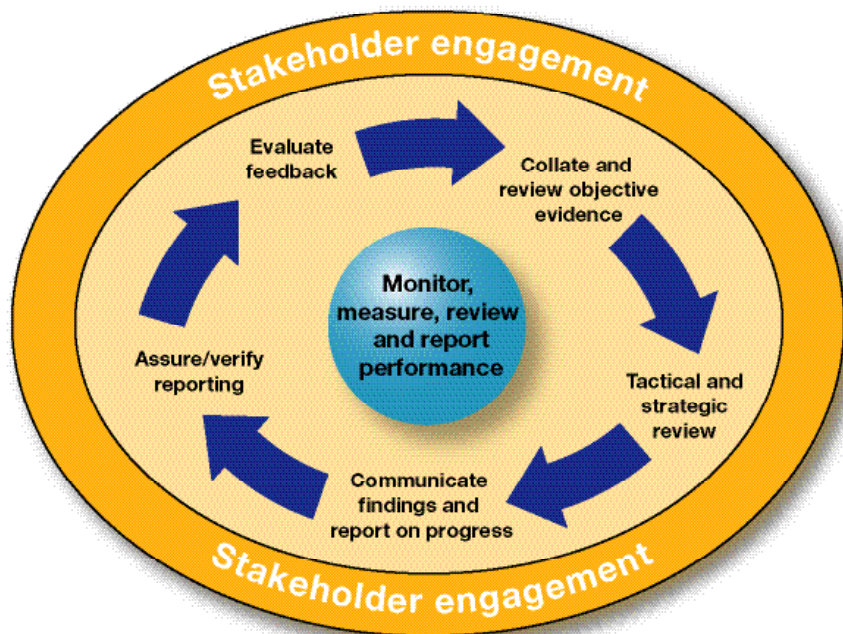 Stakeholder engagement
Evaluate
feedback
Collate and
review objective
evidence
Monitor,
measure, review
and report
performance
Assure/verify
reporting
Tactical and
strategic
review
Communicate
findings and
report on progress
Stakeholder engagement